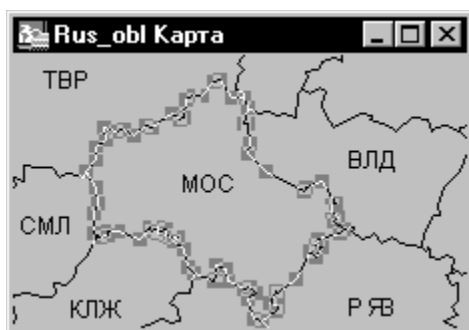 Rus_obl Карта
ТВР
ВЛД
МОС
СМЛ
КЛЖ
Р ЯВ